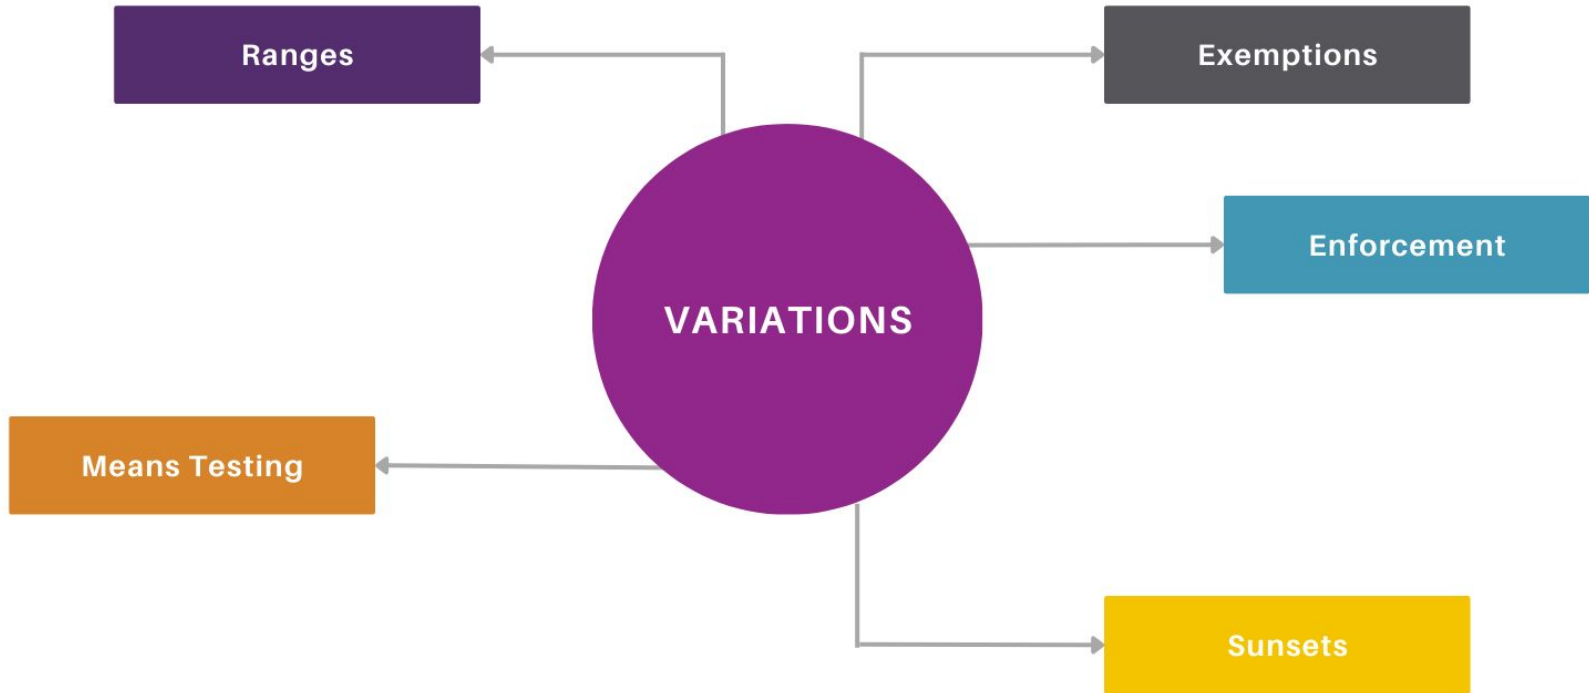 Ranges
Exemptions
Enforcement
VARIATIONS
Means Testing
Sunsets